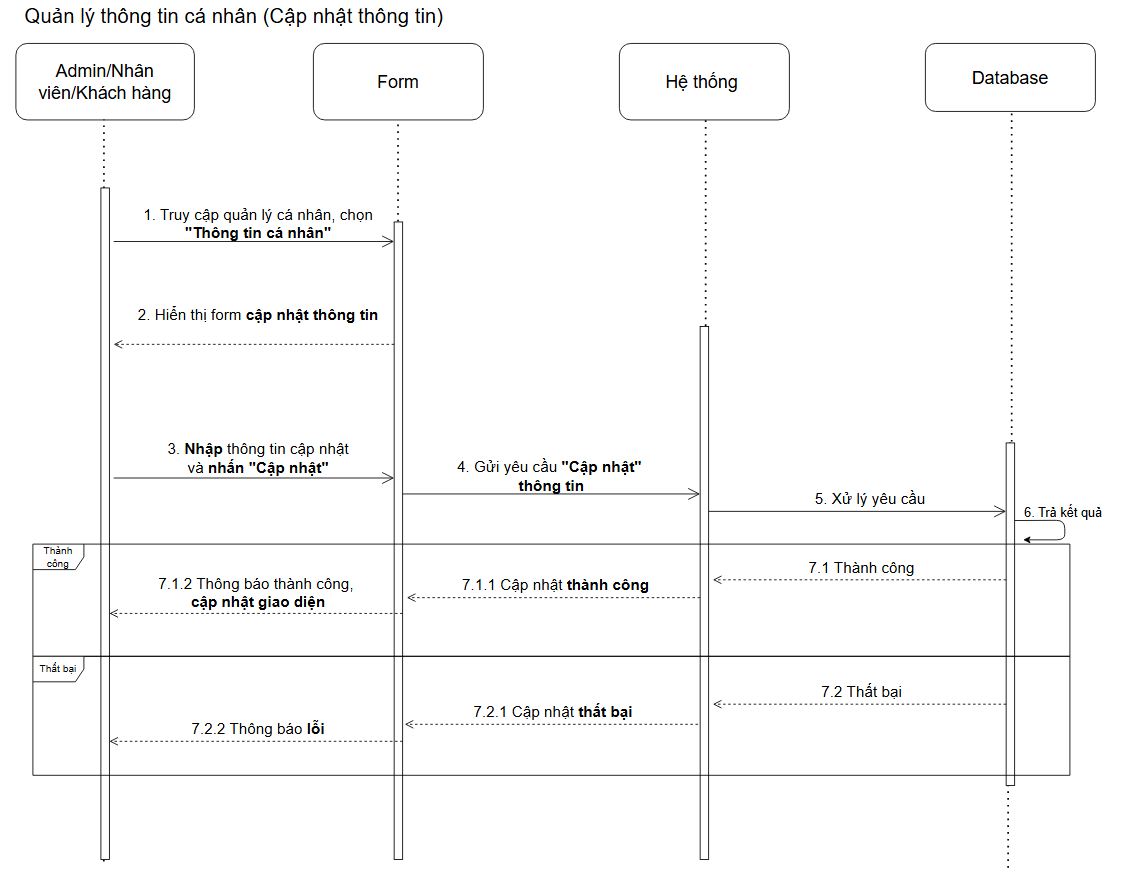 Quản lý thông tin cá nhân (Cập nhật thông tin)
Admin/Nhân
viên/Khách hàng
Form
Hệ thống
Database
1. Truy cập quản lý cá nhân, chọn
"Thông tin cá nhân"
2. Hiển thị form cập nhật thông tin
3. Nhập thông tin cập nhật
và nhấn "Cập nhật"
4. Gửi yêu cầu "Cập nhật"
thông tin
5. Xử lý yêu cầu
6. Trả kết quả
Thành
công
7.1 Thành công
7.1.1 Cập nhật thành công
7.1.2 Thông báo thành công,
cập nhật giao diện
Thất bại
7.2 Thất bại
7.2.1 Cập nhật thất bại
7.2.2 Thông báo lỗi